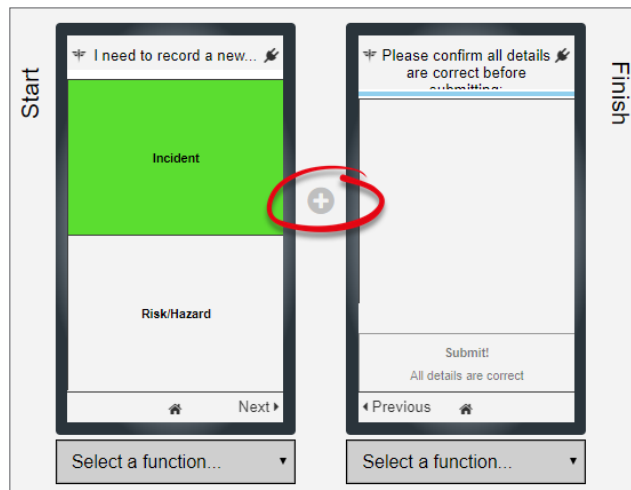 Start
I need to record a new...
Incident
Risk/Hazard
Next
Select a function...
Please confirm all details
are correct before
submitting:
Submit!
All details are correct
Previous
Select a function...
Finish